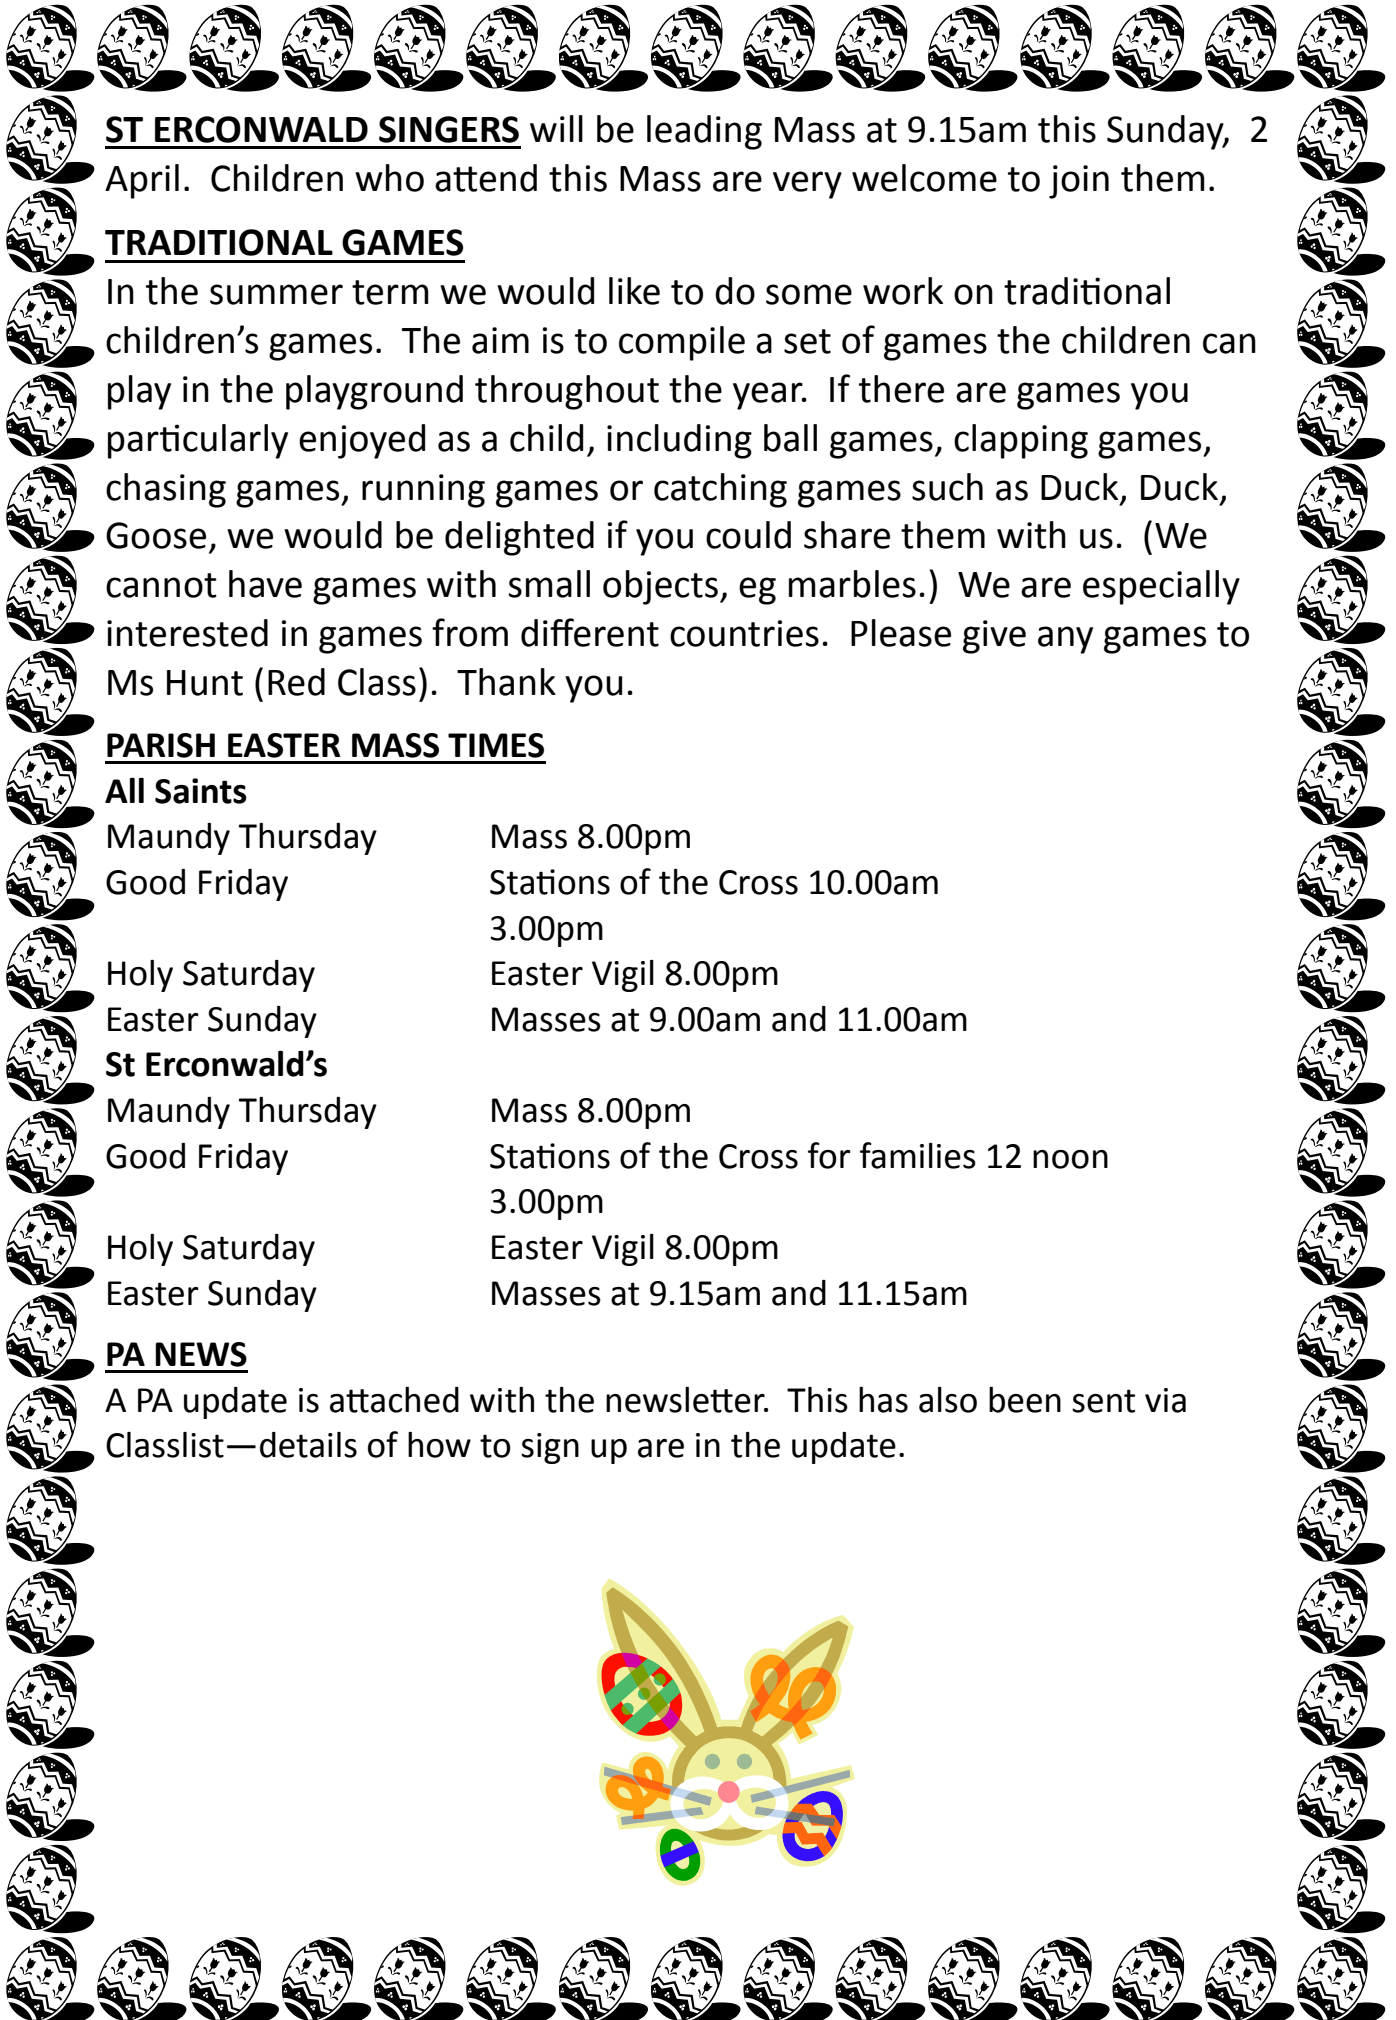 ST ERCONWALD SINGERS will be leading Mass at 9.15am this Sunday,  2
April.  Children who attend this Mass are very welcome to join them.
TRADITIONAL GAMES
In the summer term we would like to do some work on traditional
children’s games.  The aim is to compile a set of games the children can
play in the playground throughout the year.  If there are games you
particularly enjoyed as a child, including ball games, clapping games,
chasing games, running games or catching games such as Duck, Duck,
Goose, we would be delighted if you could share them with us.  (We
cannot have games with small objects, eg marbles.)  We are especially
interested in games from different countries.  Please give any games to
Ms Hunt (Red Class).  Thank you.
PARISH EASTER MASS TIMES
All Saints
Maundy Thursday Mass 8.00pm
Good Friday Stations of the Cross 10.00am
3.00pm
Holy Saturday Easter Vigil 8.00pm
Easter Sunday Masses at 9.00am and 11.00am
St Erconwald’s
Maundy Thursday Mass 8.00pm
Good Friday Stations of the Cross for families 12 noon
3.00pm
Holy Saturday Easter Vigil 8.00pm
Easter Sunday Masses at 9.15am and 11.15am
PA NEWS
A PA update is attached with the newsletter.  This has also been sent via
Classlist—details of how to sign up are in the update.